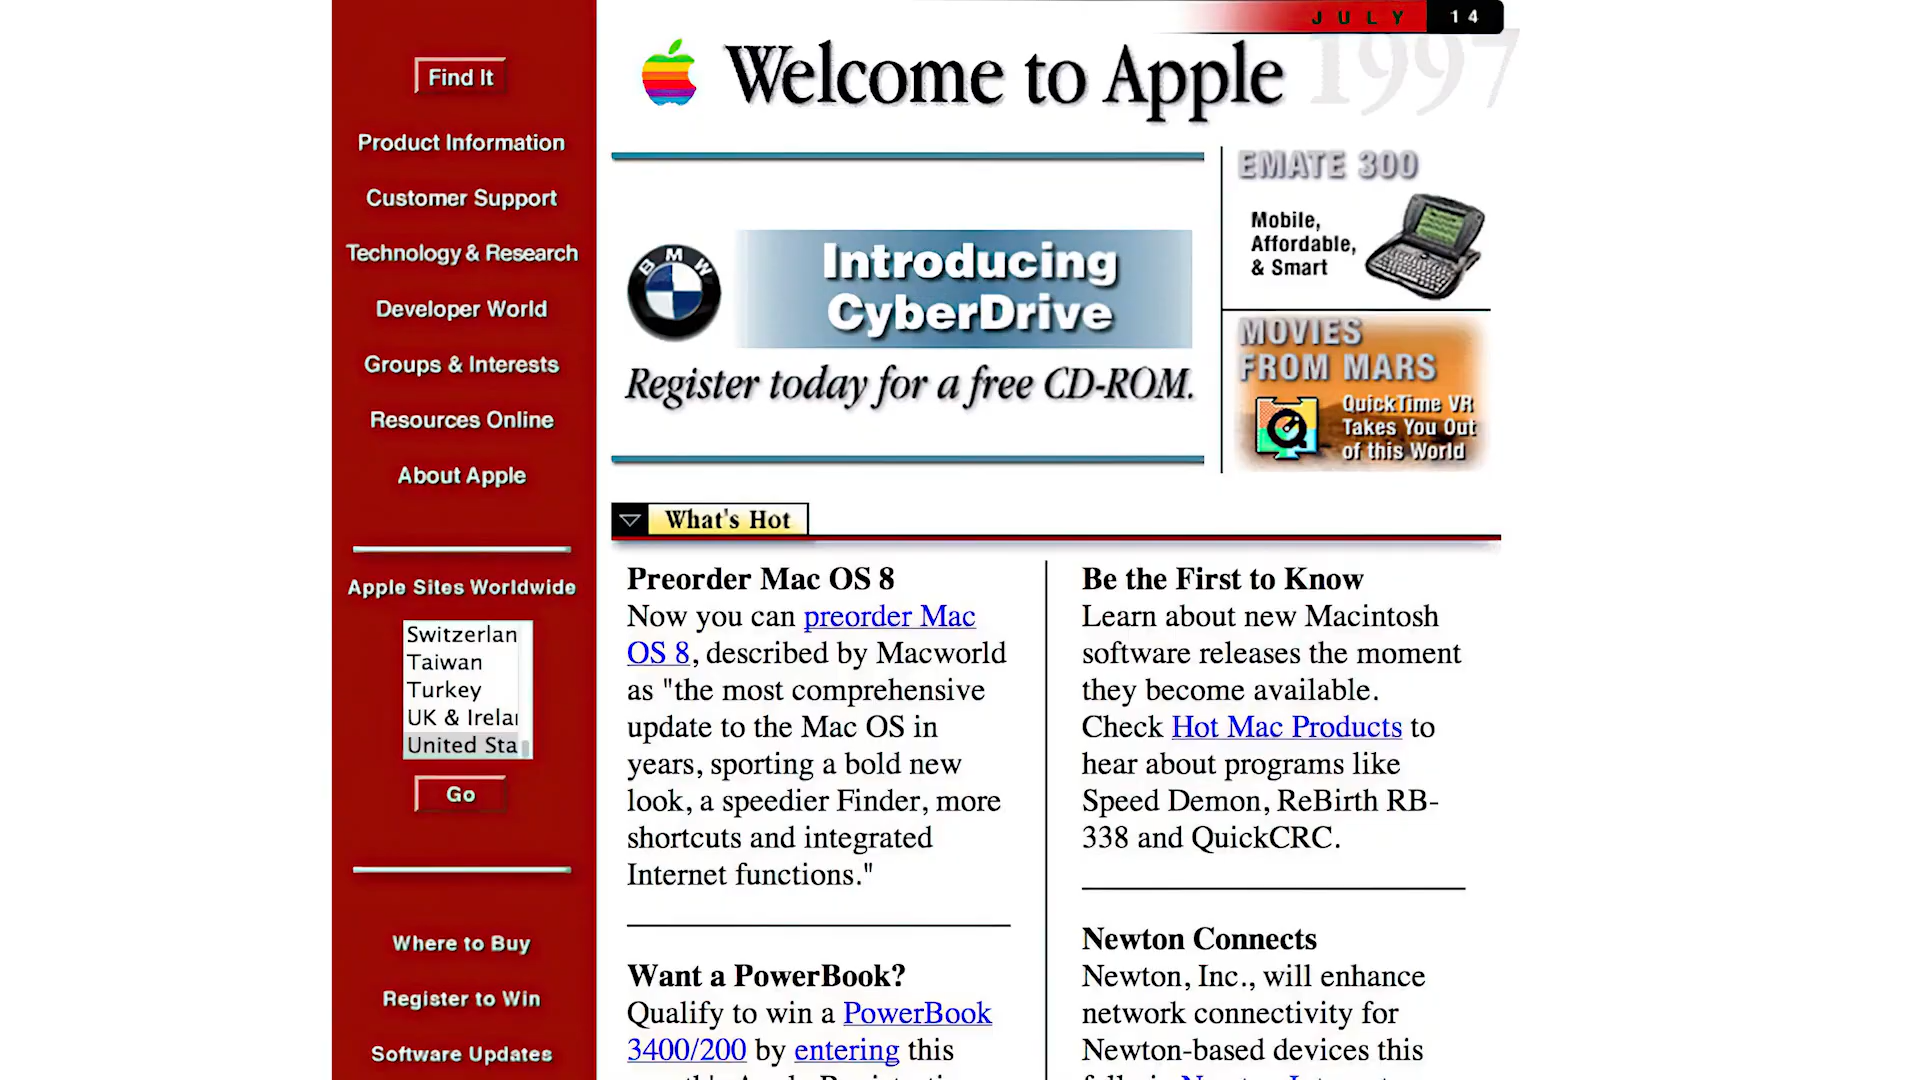 JULY 14
1997
Welcome to Apple
Find It
Product Information
Customer Support
Technology & Research
Developer World
Groups & Interests
Resources Online
About Apple
Apple Sites Worldwide
Switzerlan
Taiwan
Turkey
UK & Irela
United Sta
Go
Where to Buy
Register to Win
Software Updates
BMW
Introducing
CyberDrive
Register today for a free CD-ROM.
EMATE 300
Mobile,
Affordable,
& Smart
MOVIES
FROM MARS
QuickTime VR
Takes You Out
of this World
What's Hot
Preorder Mac OS 8
Now you can preorder Mac
OS 8, described by Macworld
as "the most comprehensive
update to the Mac OS in
years, sporting a bold new
look, a speedier Finder, more
shortcuts and integrated
Internet functions."
Want a PowerBook?
Qualify to win a PowerBook
3400/200 by entering this
Be the First to Know
Learn about new Macintosh
software releases the moment
they become available.
Check Hot Mac Products to
hear about programs like
Speed Demon, ReBirth RB-
338 and QuickCRC.
Newton Connects
Newton, Inc., will enhance
network connectivity for
Newton-based devices this